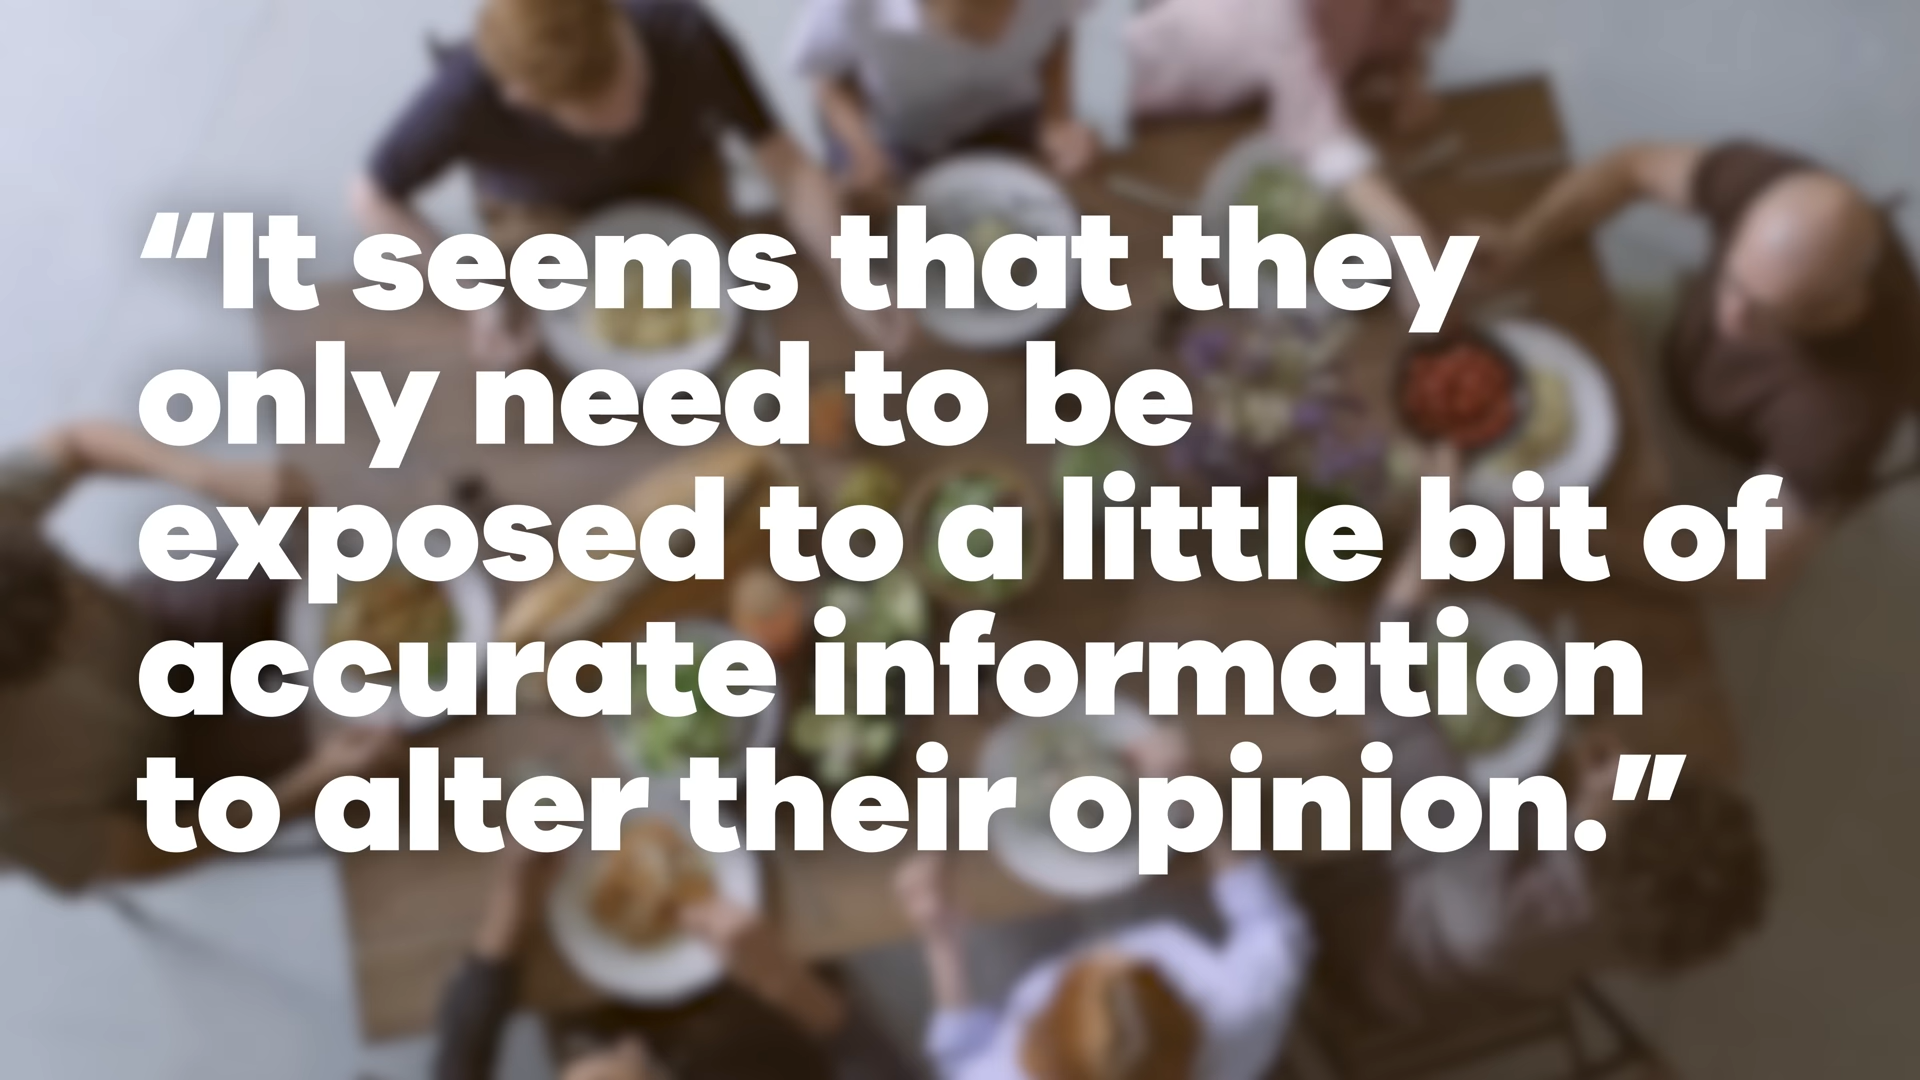 “It seems that they
only need to be
exposed to a little bit of
accurate information
to alter their opinion.”